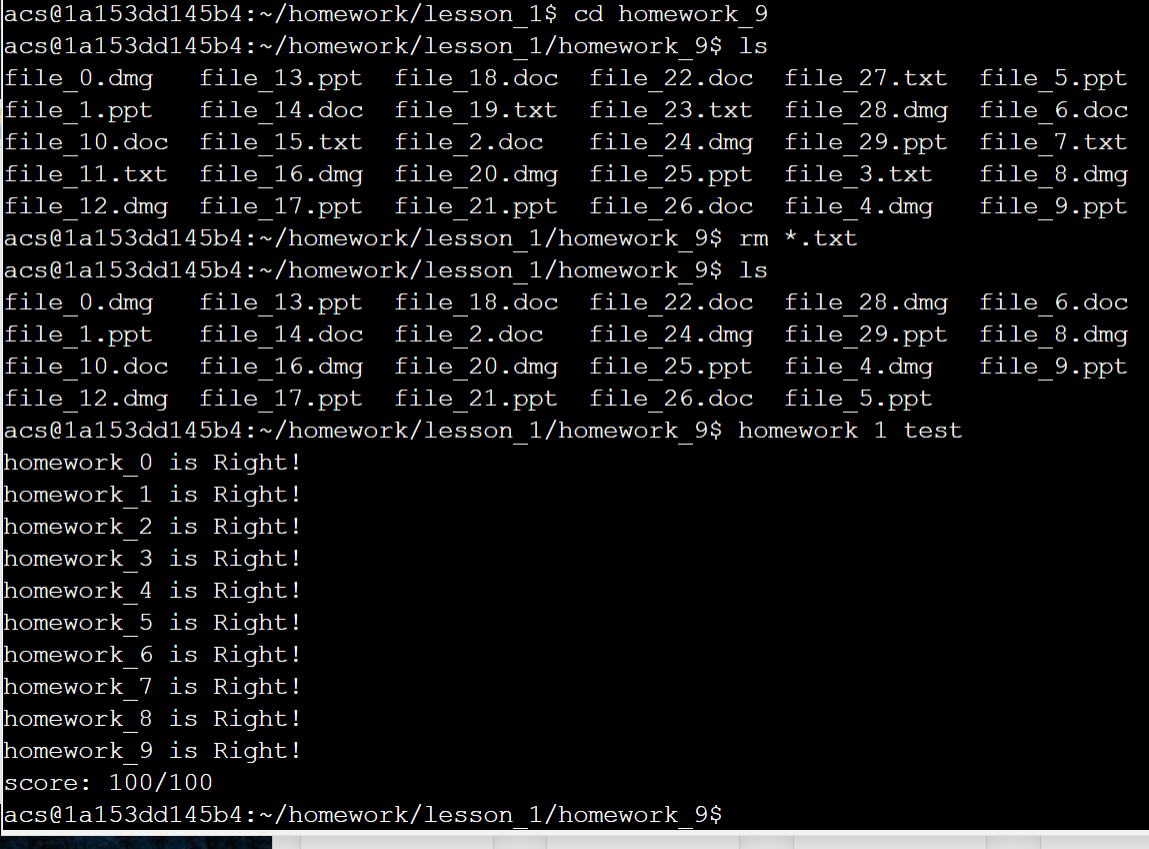 acs@1a153dd145b4:~/homework/lesson_1$ cd homework_9
acs@1a153dd145b4:~/homework/lesson_1/homework_9$ ls
file_0.dmg   file_13.ppt  file_18.doc  file_22.doc  file_27.txt  file_5.ppt
file_1.ppt   file_14.doc  file_19.txt  file_23.txt  file_28.dmg  file_6.doc
file_10.doc  file_15.txt  file_2.doc   file_24.dmg  file_29.ppt  file_7.txt
file_11.txt  file_16.dmg  file_20.dmg  file_25.ppt  file_3.txt   file_8.dmg
file_12.dmg  file_17.ppt  file_21.ppt  file_26.doc  file_4.dmg   file_9.ppt
acs@1a153dd145b4:~/homework/lesson_1/homework_9$ rm *.txt
acs@1a153dd145b4:~/homework/lesson_1/homework_9$ ls
file_0.dmg   file_13.ppt  file_18.doc  file_22.doc  file_28.dmg  file_6.doc
file_1.ppt   file_14.doc  file_2.doc   file_24.dmg  file_29.ppt  file_8.dmg
file_10.doc  file_16.dmg  file_20.dmg  file_25.ppt  file_4.dmg   file_9.ppt
file_12.dmg  file_17.ppt  file_21.ppt  file_26.doc  file_5.ppt
acs@1a153dd145b4:~/homework/lesson_1/homework_9$ homework 1 test
homework_0 is Right!
homework_1 is Right!
homework_2 is Right!
homework_3 is Right!
homework_4 is Right!
homework_5 is Right!
homework_6 is Right!
homework_7 is Right!
homework_8 is Right!
homework_9 is Right!
score: 100/100
acs@1a153dd145b4:~/homework/lesson_1/homework_9$